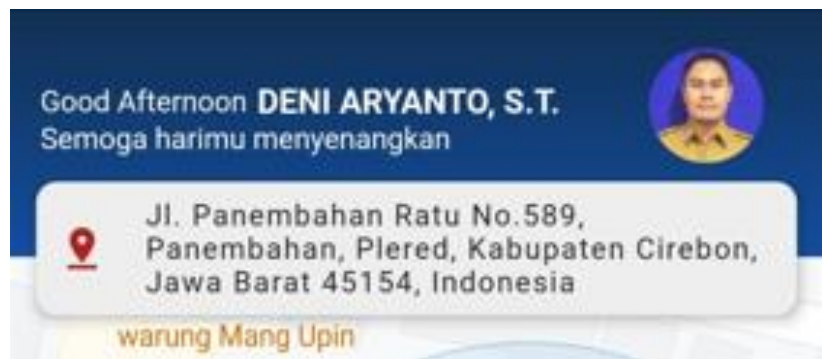 Good Afternoon DENI ARYANTO, S.T.
Semoga harimu menyenangkan
Jl. Panembahan Ratu No.589,
Panembahan, Plered, Kabupaten Cirebon,
Jawa Barat 45154, Indonesia
warung Mang Upin